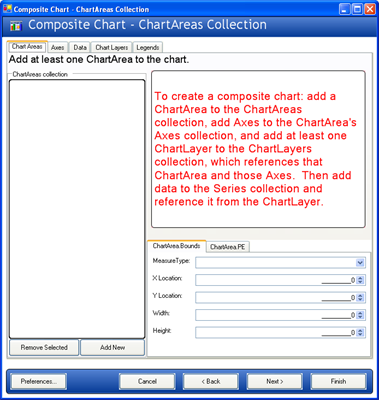 Composite Chart - ChartAreas Collection
Composite Chart - ChartAreas Collection
Chart Areas Axes Data Chart Layers Legends
Add at least one ChartArea to the chart.
ChartAreas collection
To create a composite chart: add a
ChartArea to the ChartAreas
collection, add Axes to the ChartArea's
Axes collection, and add at least one
ChartLayer to the ChartLayers
collection, which references that
ChartArea and those Axes. Then add
data to the Series collection and
reference it from the ChartLayer.
ChartArea.Bounds ChartArea.PE
MeasureType:
X Location: ________0
Y Location: ________0
Width: ________0
Height: ________0
Remove Selected Add New
Preferences... Cancel < Back Next > Finish